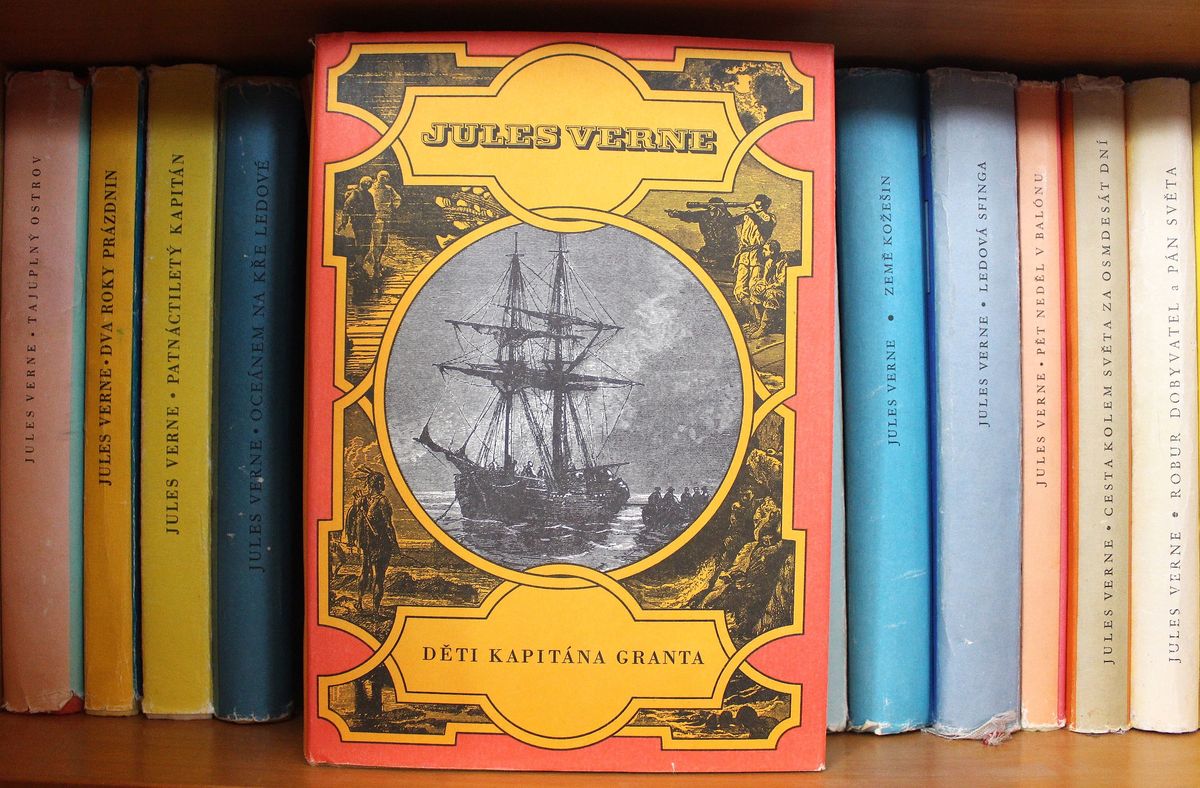 JULES VERNE • TAJUPLNÝ OSTROV
JULES VERNE • DVA ROKY PRÁZDNIN
JULES VERNE • PATNÁCTILETÝ KAPITÁN
JULES VERNE • OCEÁNEM NA KŘE LEDOVÉ
JULES VERNE
DĚTI KAPITÁNA GRANTA
JULES VERNE • ZEMĚ KOŽEŠIN
JULES VERNE • LEDOVÁ SFINGA
JULES VERNE • PĚT NEDĚL V BALÓNU
JULES VERNE • CESTA KOLEM SVĚTA ZA OSMDESÁT DNÍ
JULES VERNE • ROBUR DOBYVATEL a PÁN SVĚTA